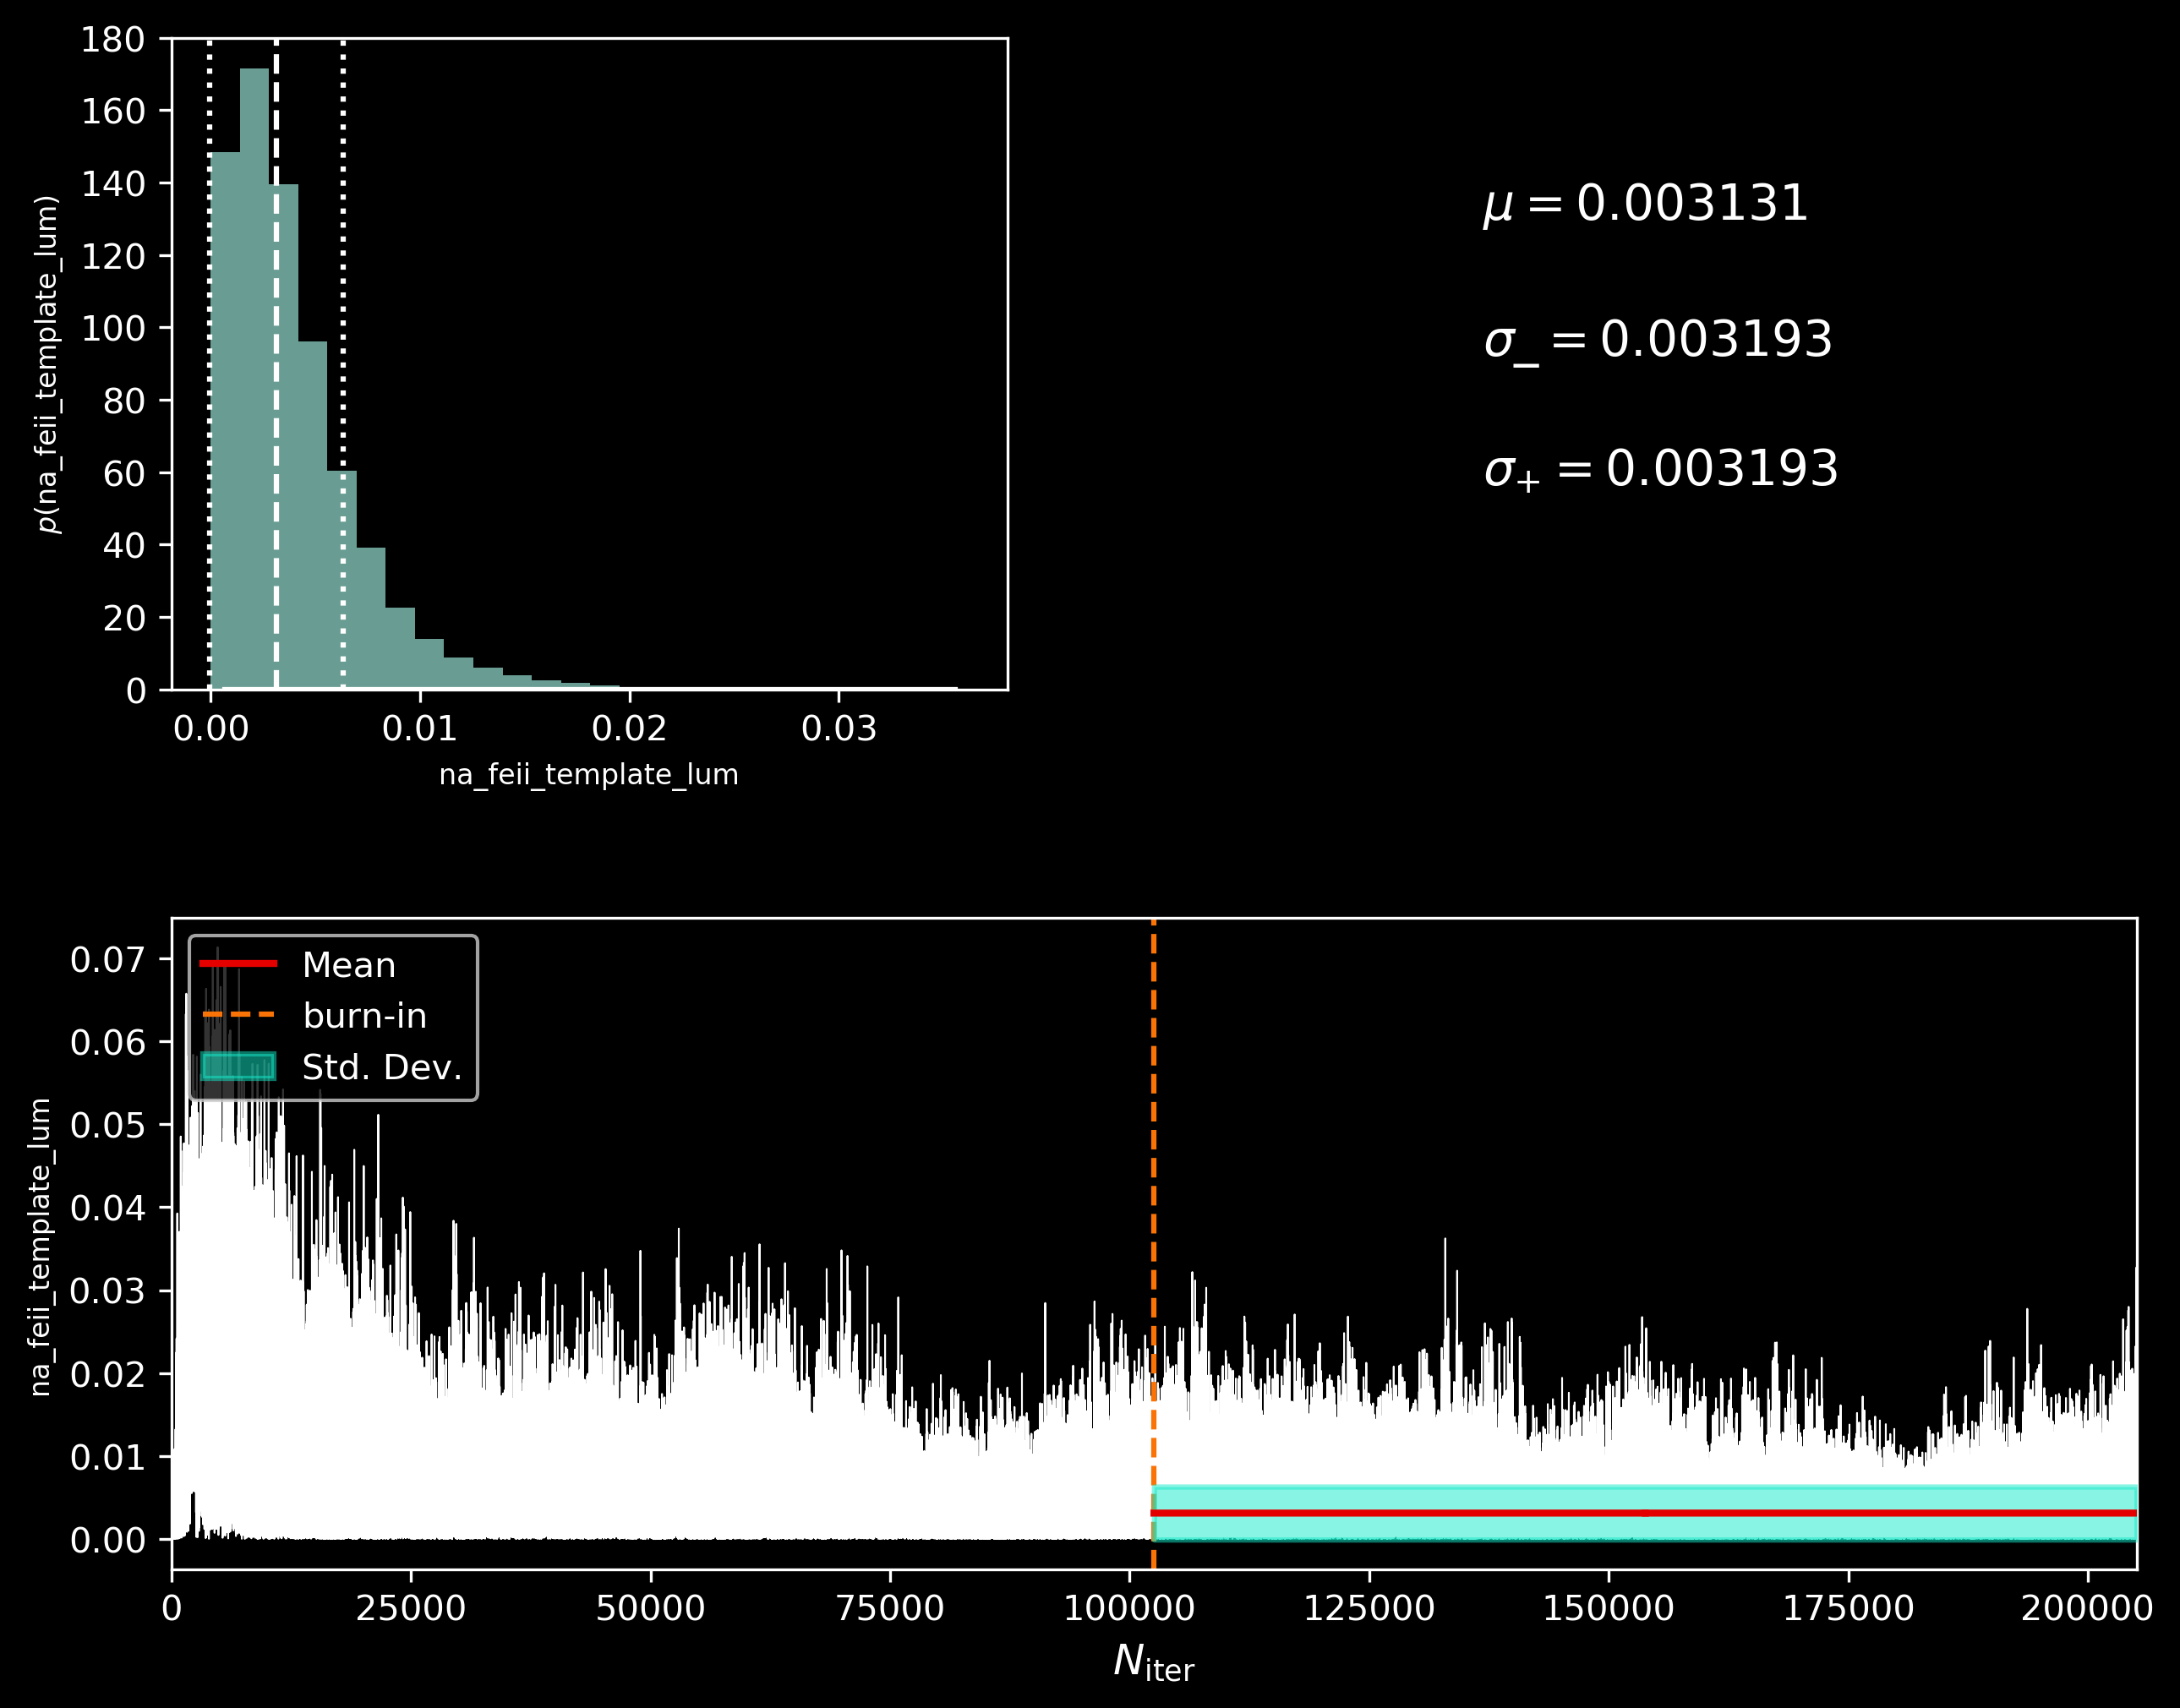 180
160
140
120
100
80
60
40
20
0
p(na_feii_template_lum)
0.00 0.01 0.02 0.03
na_feii_template_lum
μ = 0.003131
σ₋ = 0.003193
σ₊ = 0.003193
Mean
burn-in
Std. Dev.
0.07
0.06
0.05
0.04
0.03
0.02
0.01
0.00
na_feii_template_lum
0 25000 50000 75000 100000 125000 150000 175000 200000
N_iter